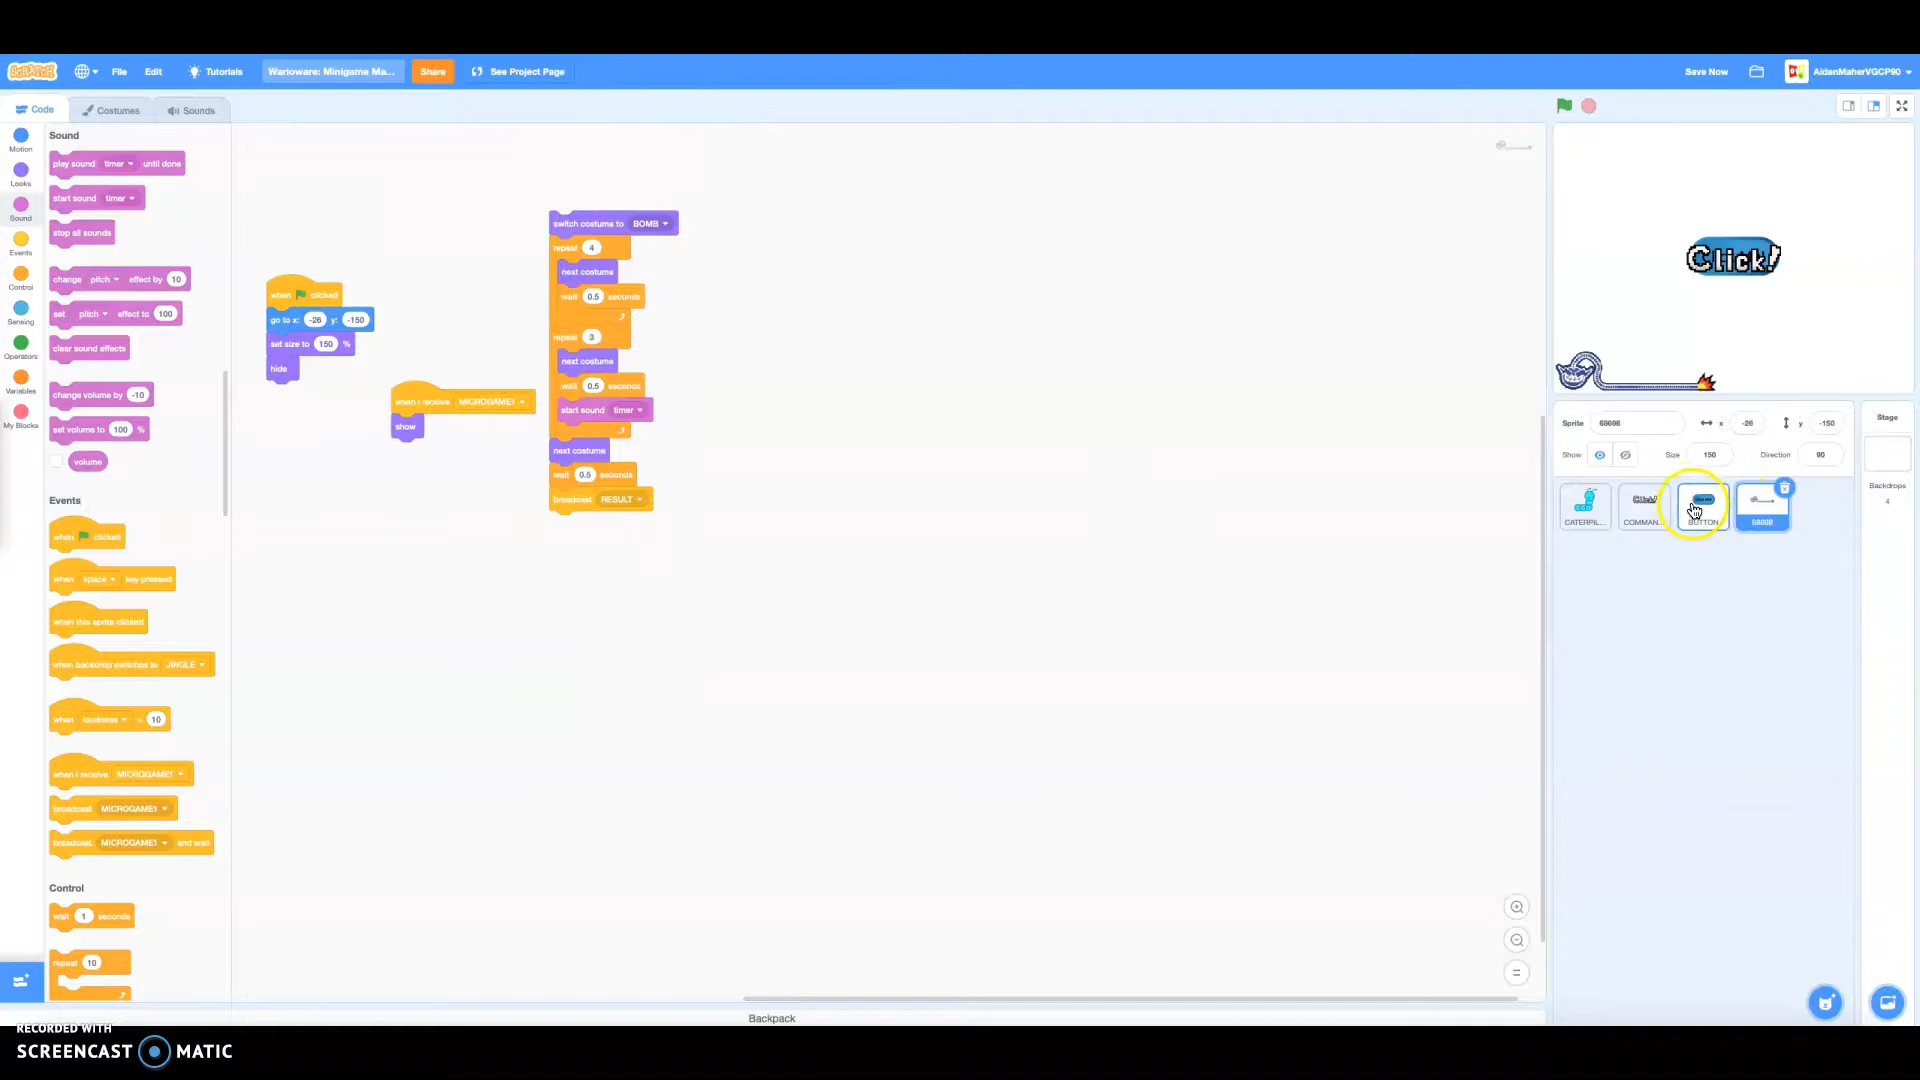 SCRATCH File Edit Tutorials Warioware: Minigame Ma... Share See Project Page Save Now AidanMaherVGCP90
Code Costumes Sounds
Motion
Looks
Sound
Events
Control
Sensing
Operators
Variables
My Blocks
Sound
play sound timer until done
start sound timer
stop all sounds
change pitch effect by 10
set pitch effect to 100
clear sound effects
change volume by -10
set volume to 100 %
volume
Events
when clicked
when space key pressed
when this sprite clicked
when backdrop switches to JINGLE
when loudness > 10
when I receive MICROGAME1
broadcast MICROGAME1
broadcast MICROGAME1 and wait
Control
wait 1 seconds
repeat 10
when clicked
go to x: -26 y: -150
set size to 150 %
hide
when I receive MICROGAME1
show
switch costume to BOMB
repeat 4
next costume
wait 0.5 seconds
repeat 3
next costume
wait 0.5 seconds
start sound timer
next costume
wait 0.5 seconds
broadcast RESULT
Click!
Sprite 68698 x -26 y -150
Show Size 150 Direction 90
CATERPIL... COMMAN... BUTTON 68698
Stage
Backdrops
4
Backpack
RECORDED WITH
SCREENCAST MATIC